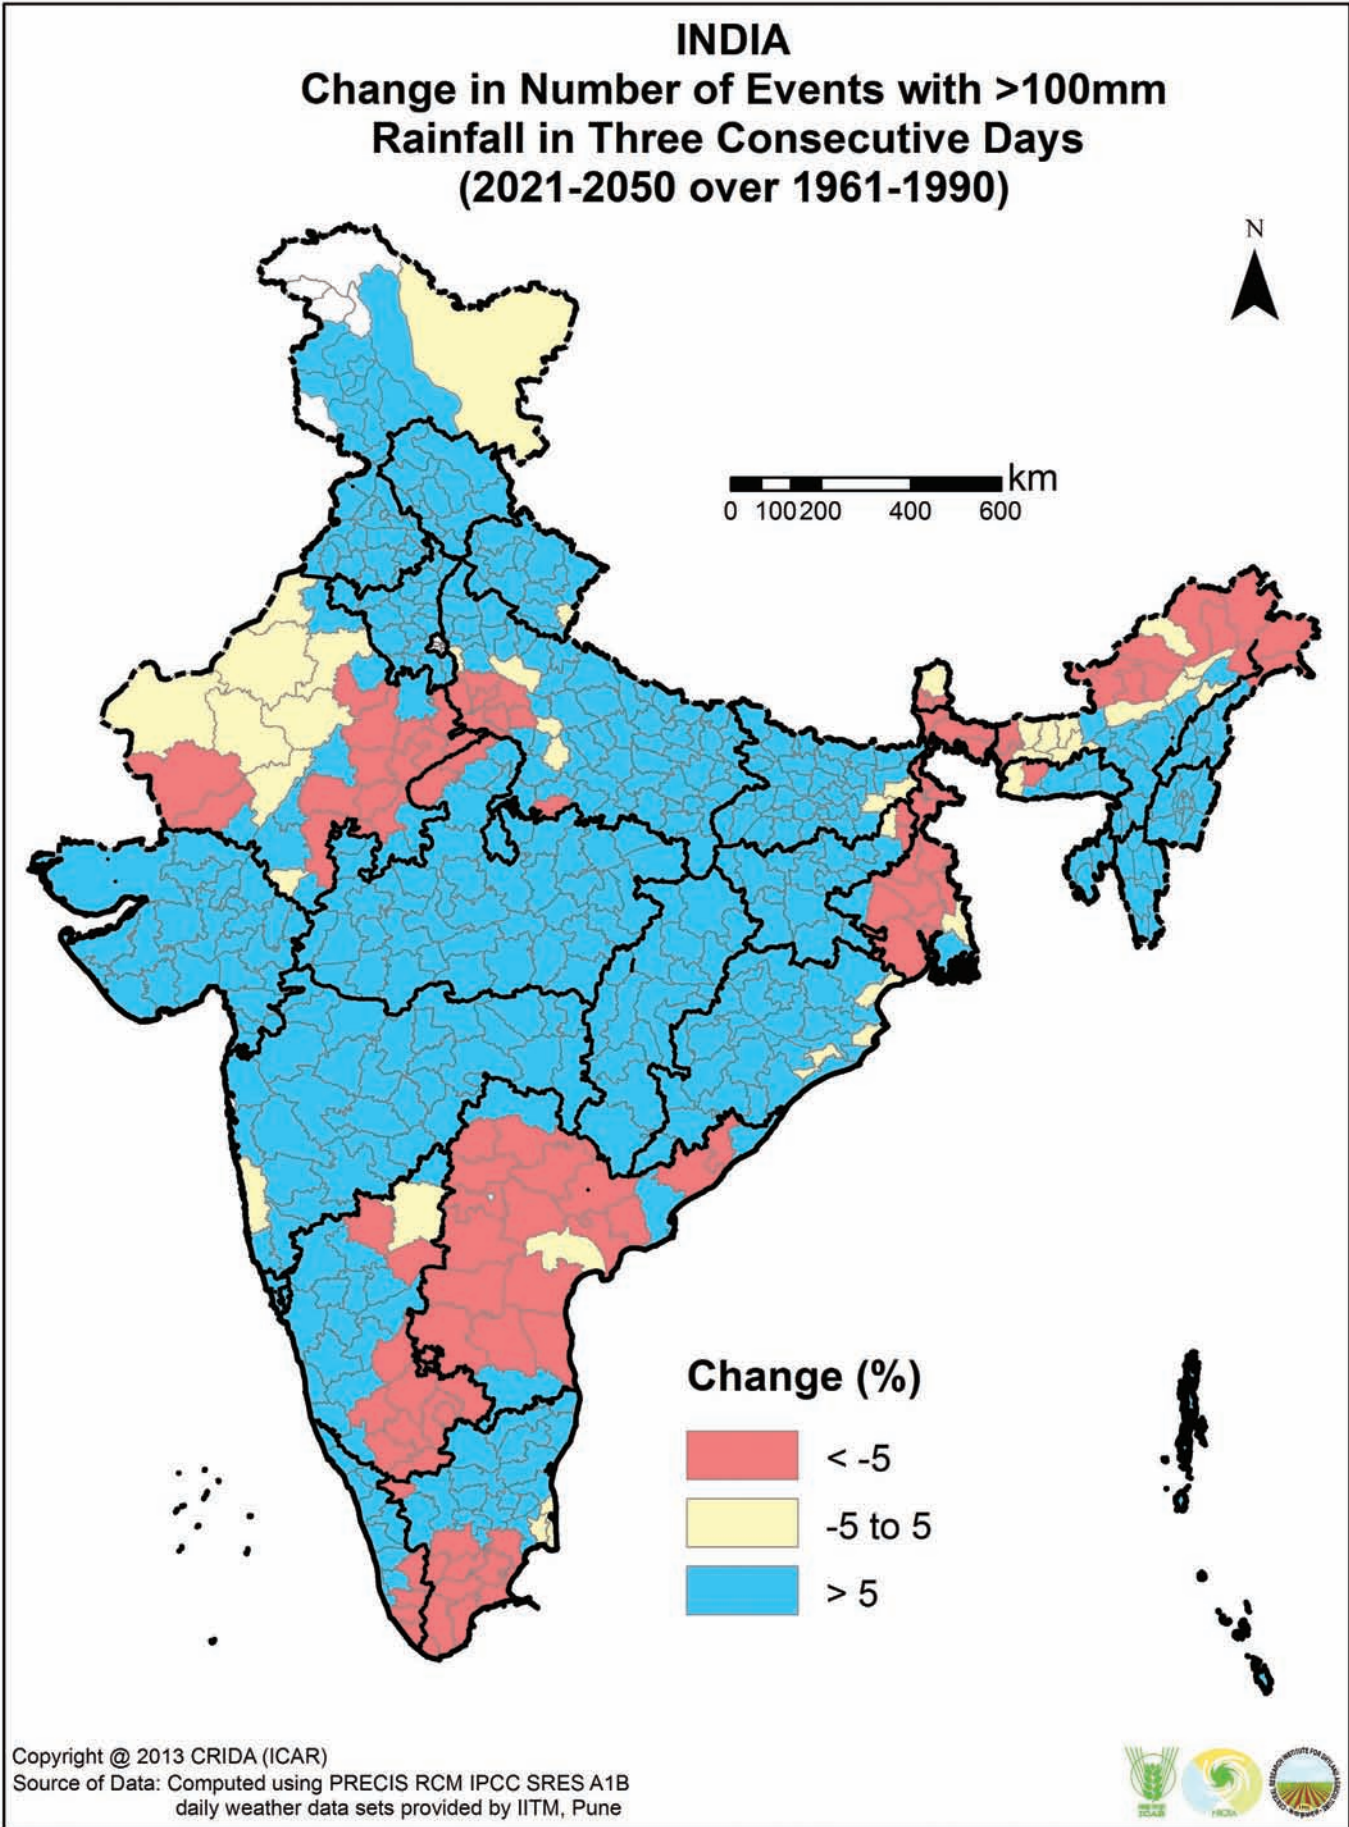 INDIA
Change in Number of Events with >100mm
Rainfall in Three Consecutive Days
(2021-2050 over 1961-1990)
N
km
0 100 200 400 600
Change (%)
< -5
-5 to 5
> 5
Copyright @ 2013 CRIDA (ICAR)
Source of Data: Computed using PRECIS RCM IPCC SRES A1B
daily weather data sets provided by IITM, Pune